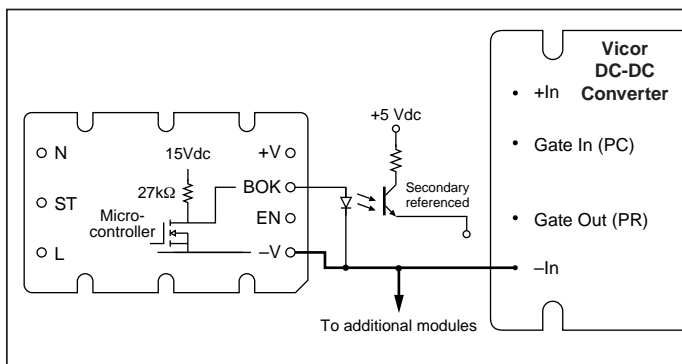 N
ST
L
15Vdc
27kΩ
Micro-
controller
+V
BOK
EN
–V
+5 Vdc
Secondary
referenced
To additional modules
Vicor
DC-DC
Converter
+In
Gate In (PC)
Gate Out (PR)
–In